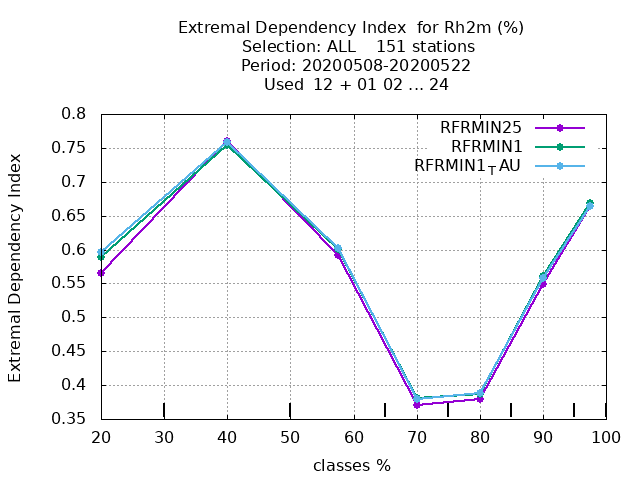 Extremal Dependency Index  for Rh2m (%)
Selection: ALL    151 stations
Period: 20200508-20200522
Used  12 + 01 02 ... 24
RFRMIN25
RFRMIN1
RFRMIN1TAU
Extremal Dependency Index
0.8
0.75
0.7
0.65
0.6
0.55
0.5
0.45
0.4
0.35
20 30 40 50 60 70 80 90 100
classes %